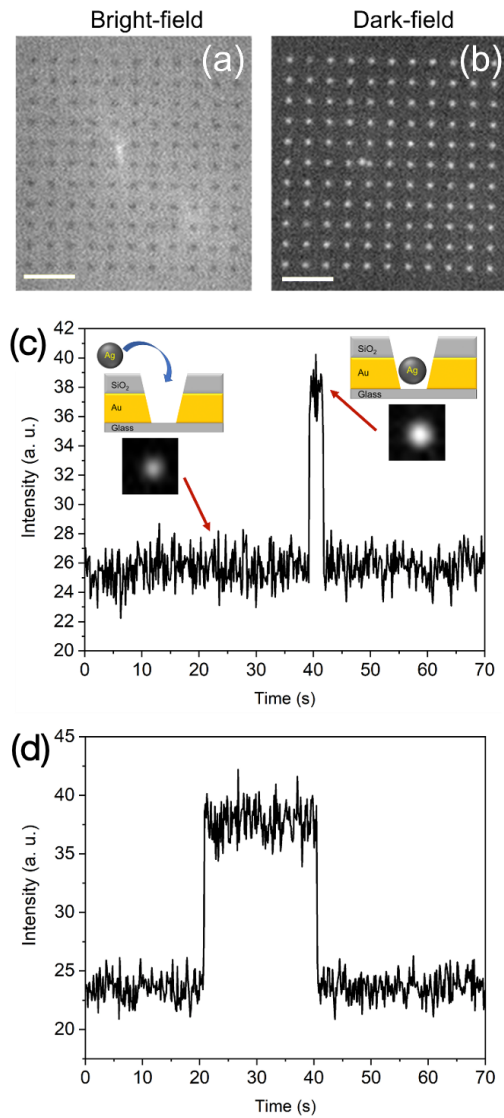 Bright-field
Dark-field
(a)
(b)
(c)
42
40
38
36
34
32
30
28
26
24
22
20
Intensity (a. u.)
Ag
SiO₂
Au
Glass
SiO₂
Au
Ag
Glass
0 10 20 30 40 50 60 70
Time (s)
(d)
45
40
35
30
25
20
Intensity (a. u.)
0 10 20 30 40 50 60 70
Time (s)